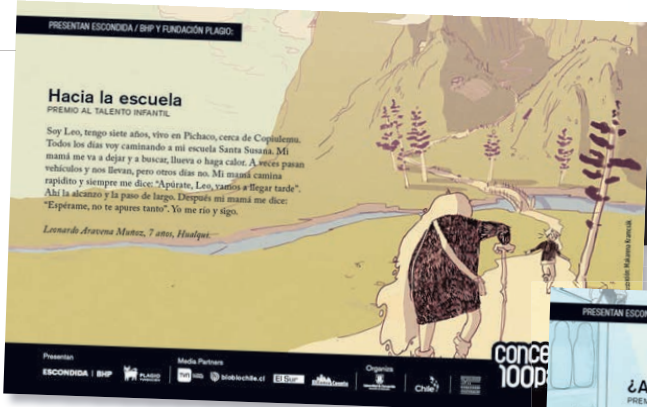 PRESENTAN ESCONDIDA / BHP Y FUNDACIÓN PLAGIO:
Hacia la escuela
PREMIO AL TALENTO INFANTIL
Soy Leo, tengo siete años, vivo en Pichaco, cerca de Copiulemu.
Todos los días voy caminando a mi escuela Santa Susana. Mi
mamá me va a dejar y a buscar, llueva o haga calor. A veces pasan
vehículos y nos llevan, pero otros días no. Mi mamá camina
rapidito y siempre me dice: “Apúrate, Leo, vamos a llegar tarde”.
Ahí la alcanzo y la paso de largo. Después mi mamá me dice:
“Espérame, no te apures tanto”. Yo me río y sigo.
Leonardo Aravena Muñoz, 7 años, Hualqui.
Presentan
ESCONDIDA | BHP
PLAGIO
Media Partners
biobiochile.cl
El Sur
Organiza
Chile
CONCE
100P
PRESENTAN ESCON
¿A
PREM